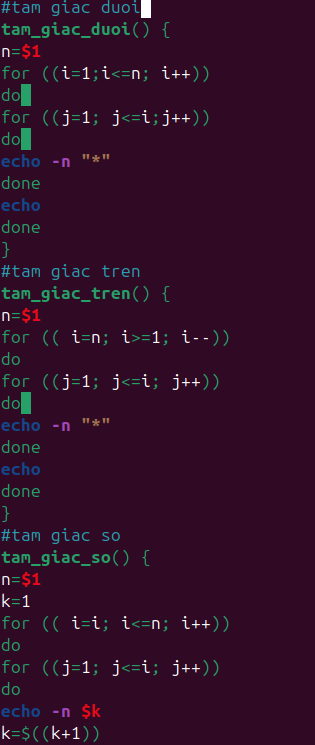 #tam giac duoi
tam_giac_duoi() {
n=$1
for ((i=1;i<=n; i++))
do
for ((j=1; j<=i;j++))
do
echo -n "*"
done
echo
done
}
#tam giac tren
tam_giac_tren() {
n=$1
for (( i=n; i>=1; i--))
do
for ((j=1; j<=i; j++))
do
echo -n "*"
done
echo
done
}
#tam giac so
tam_giac_so() {
n=$1
k=1
for (( i=i; i<=n; i++))
do
for ((j=1; j<=i; j++))
do
echo -n $k
k=$((k+1))